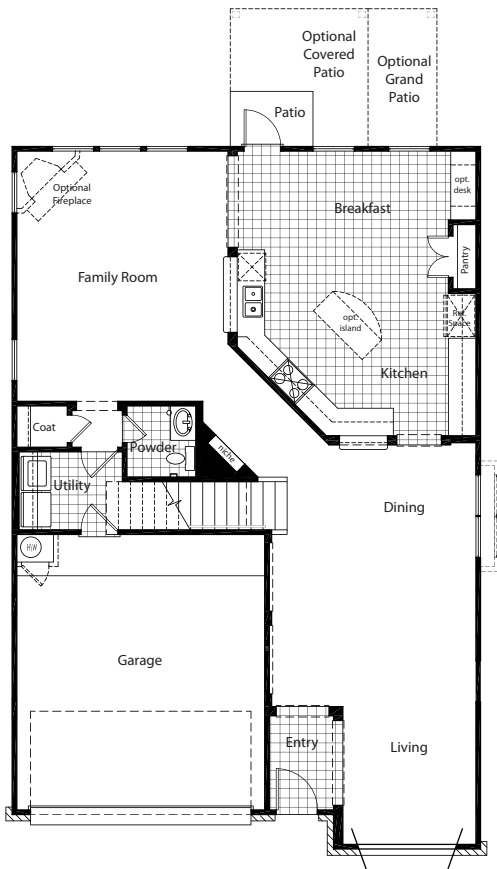 Optional
Covered
Patio
Optional
Grand
Patio
Patio
Optional
Fireplace
opt.
desk
Breakfast
Pantry
Family Room
opt.
island
Ref.
Space
Kitchen
Coat
Powder
niche
Utility
Dining
H/W
Garage
Entry
Living